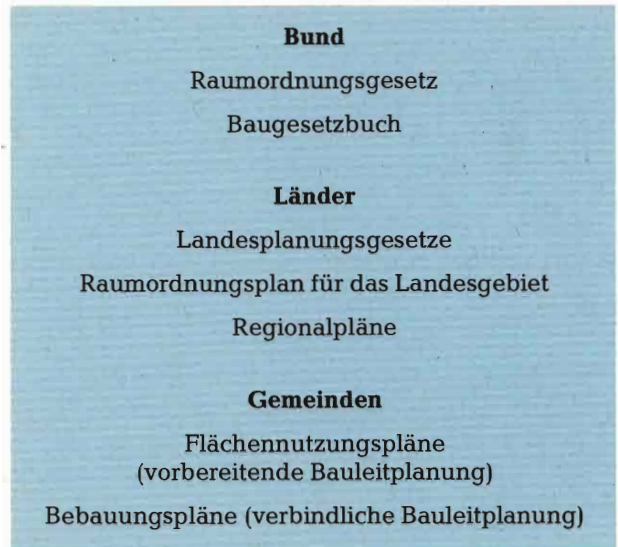 Bund
Raumordnungsgesetz
Baugesetzbuch
Länder
Landesplanungsgesetze
Raumordnungsplan für das Landesgebiet
Regionalpläne
Gemeinden
Flächennutzungspläne
(vorbereitende Bauleitplanung)
Bebauungspläne (verbindliche Bauleitplanung)